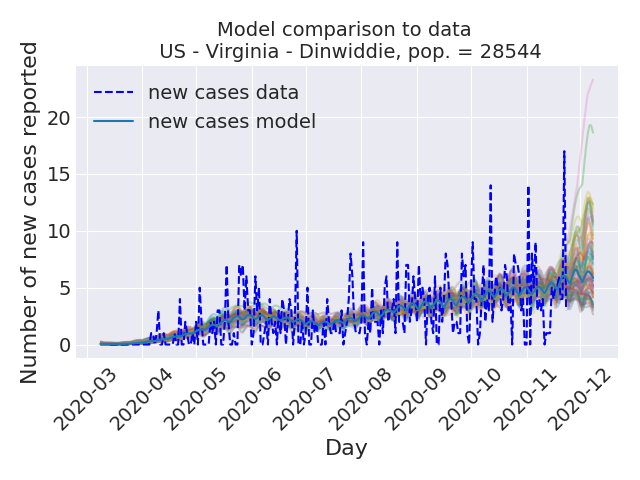 Model comparison to data
US - Virginia - Dinwiddie, pop. = 28544
Number of new cases reported
20
15
10
5
0
new cases data
new cases model
2020-03
2020-04
2020-05
2020-06
2020-07
2020-08
2020-09
2020-10
2020-11
2020-12
Day